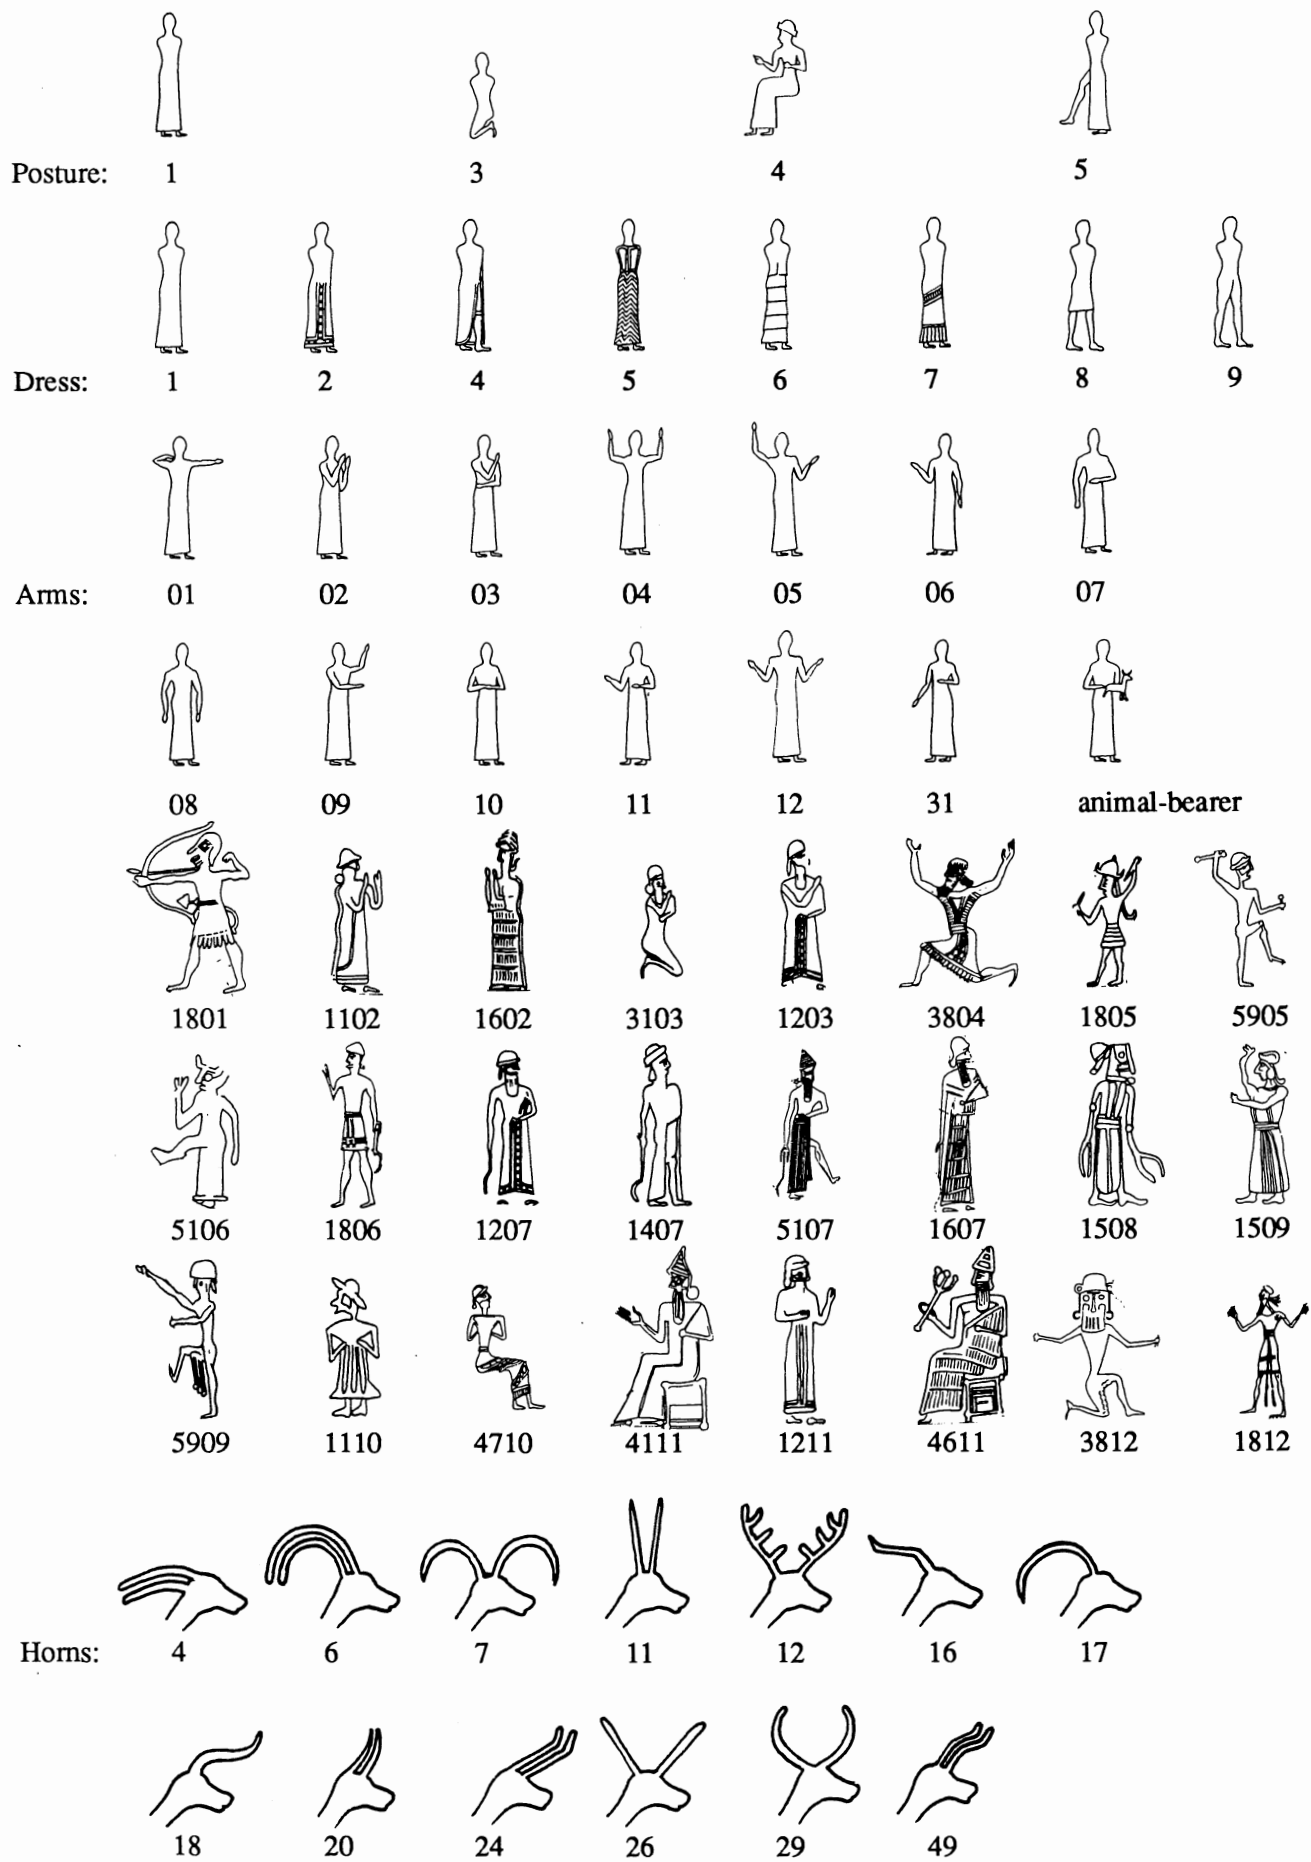 Posture: 1 3 4 5
Dress: 1 2 4 5 6 7 8 9
Arms: 01 02 03 04 05 06 07
08 09 10 11 12 31 animal-bearer
1801 1102 1602 3103 1203 3804 1805 5905
5106 1806 1207 1407 5107 1607 1508 1509
5909 1110 4710 4111 1211 4611 3812 1812
Horns: 4 6 7 11 12 16 17
18 20 24 26 29 49